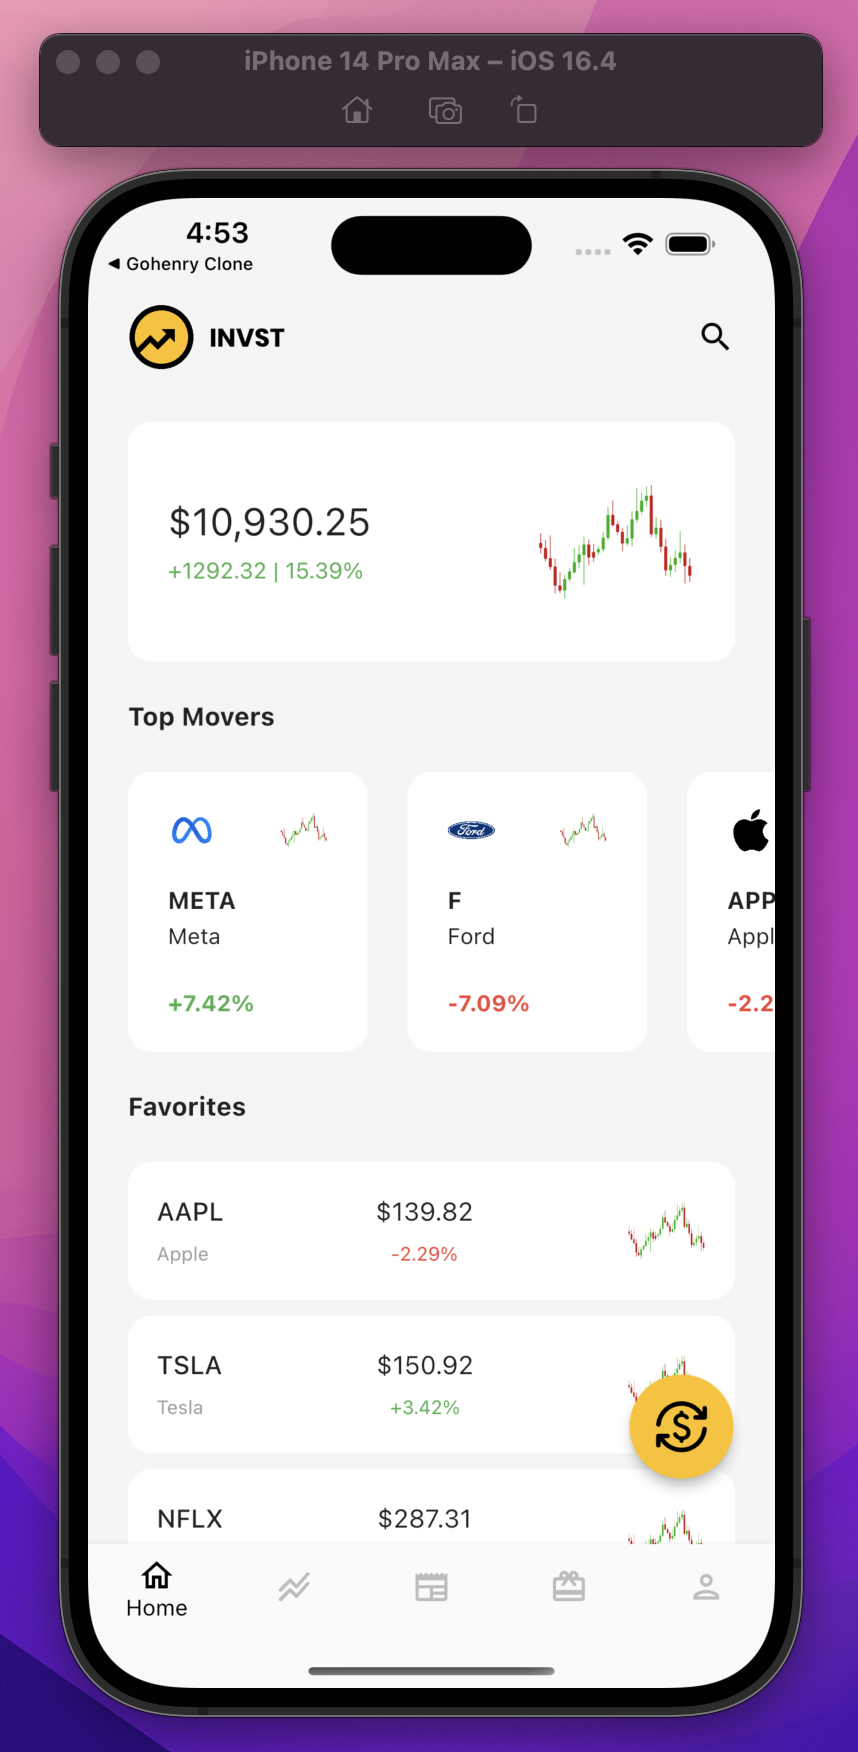 iPhone 14 Pro Max – iOS 16.4
4:53
◀ Gohenry Clone
INVST
$10,930.25
+1292.32 | 15.39%
Top Movers
META
Meta
+7.42%
Ford
F
Ford
-7.09%
APP
Appl
-2.2
Favorites
AAPL
$139.82
Apple
-2.29%
TSLA
$150.92
Tesla
+3.42%
$
NFLX
$287.31
Home